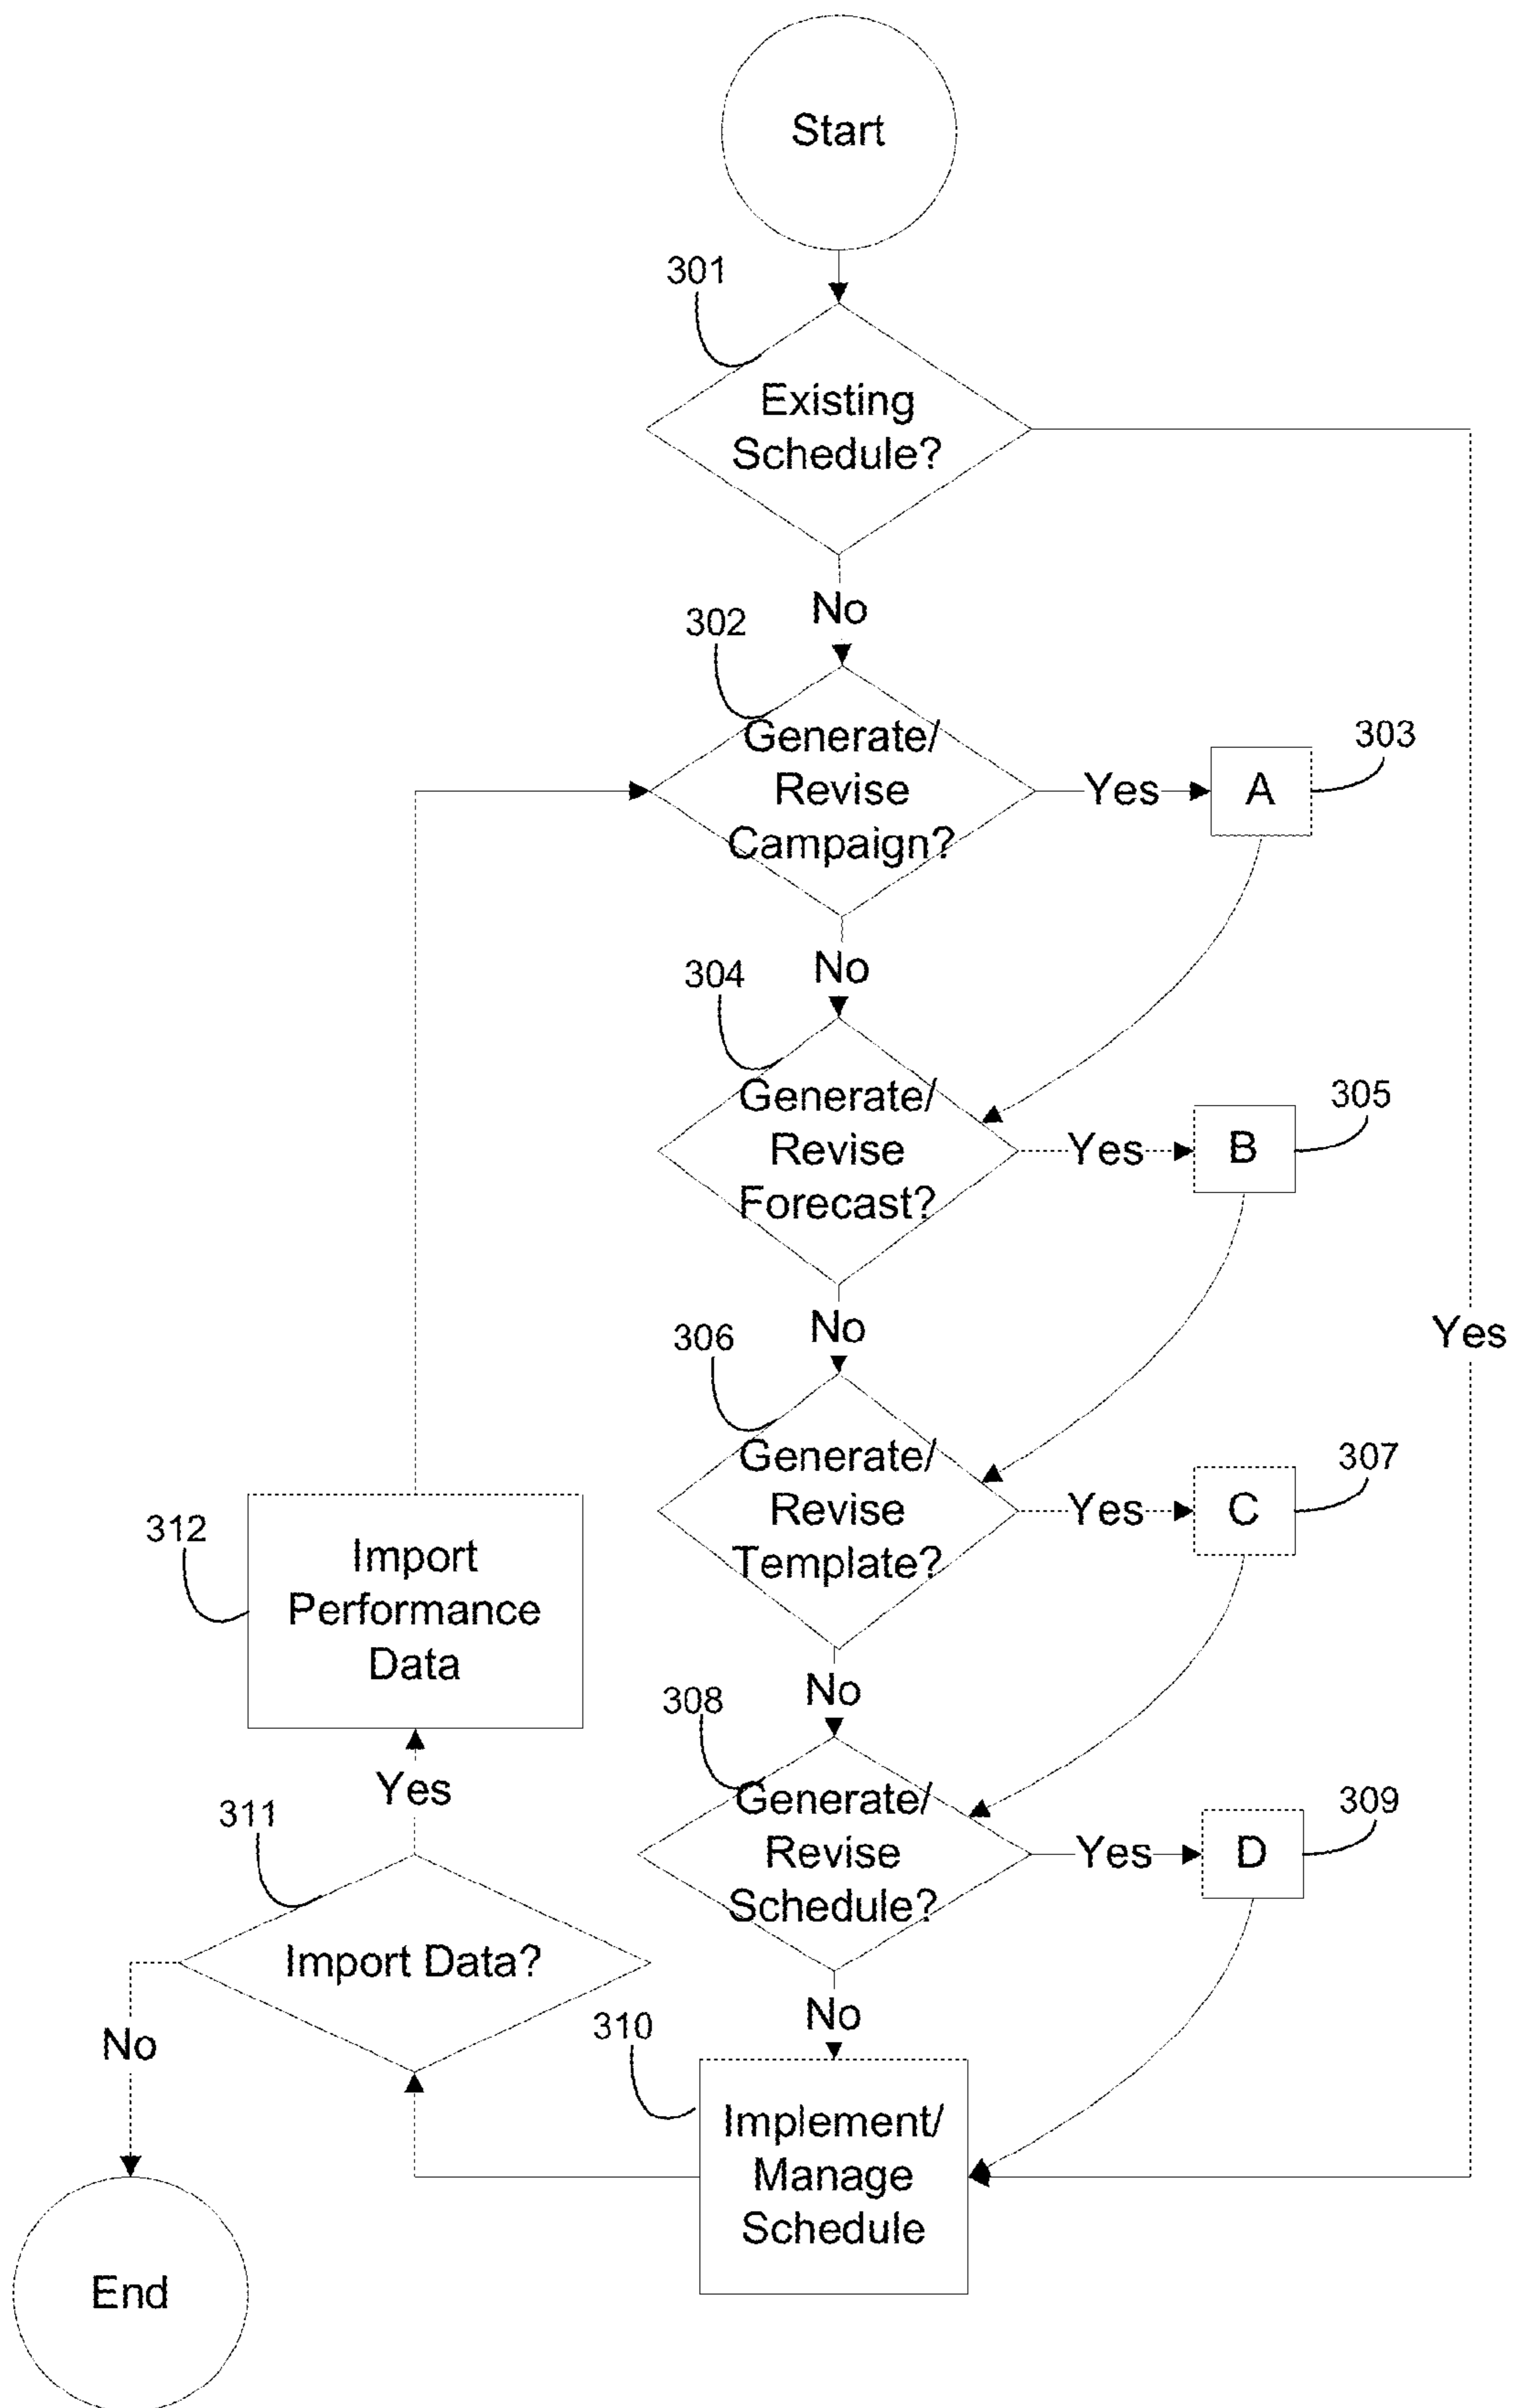 Start
301
Existing
Schedule?
No
302
Generate/
Revise
Campaign?
Yes
A
303
No
304
Generate/
Revise
Forecast?
Yes
B
305
No
Yes
306
Generate/
Revise
Template?
Yes
C
307
312
Import
Performance
Data
No
308
Generate/
Revise
Schedule?
Yes
D
309
Yes
311
Import Data?
No
No
310
Implement/
Manage
Schedule
End